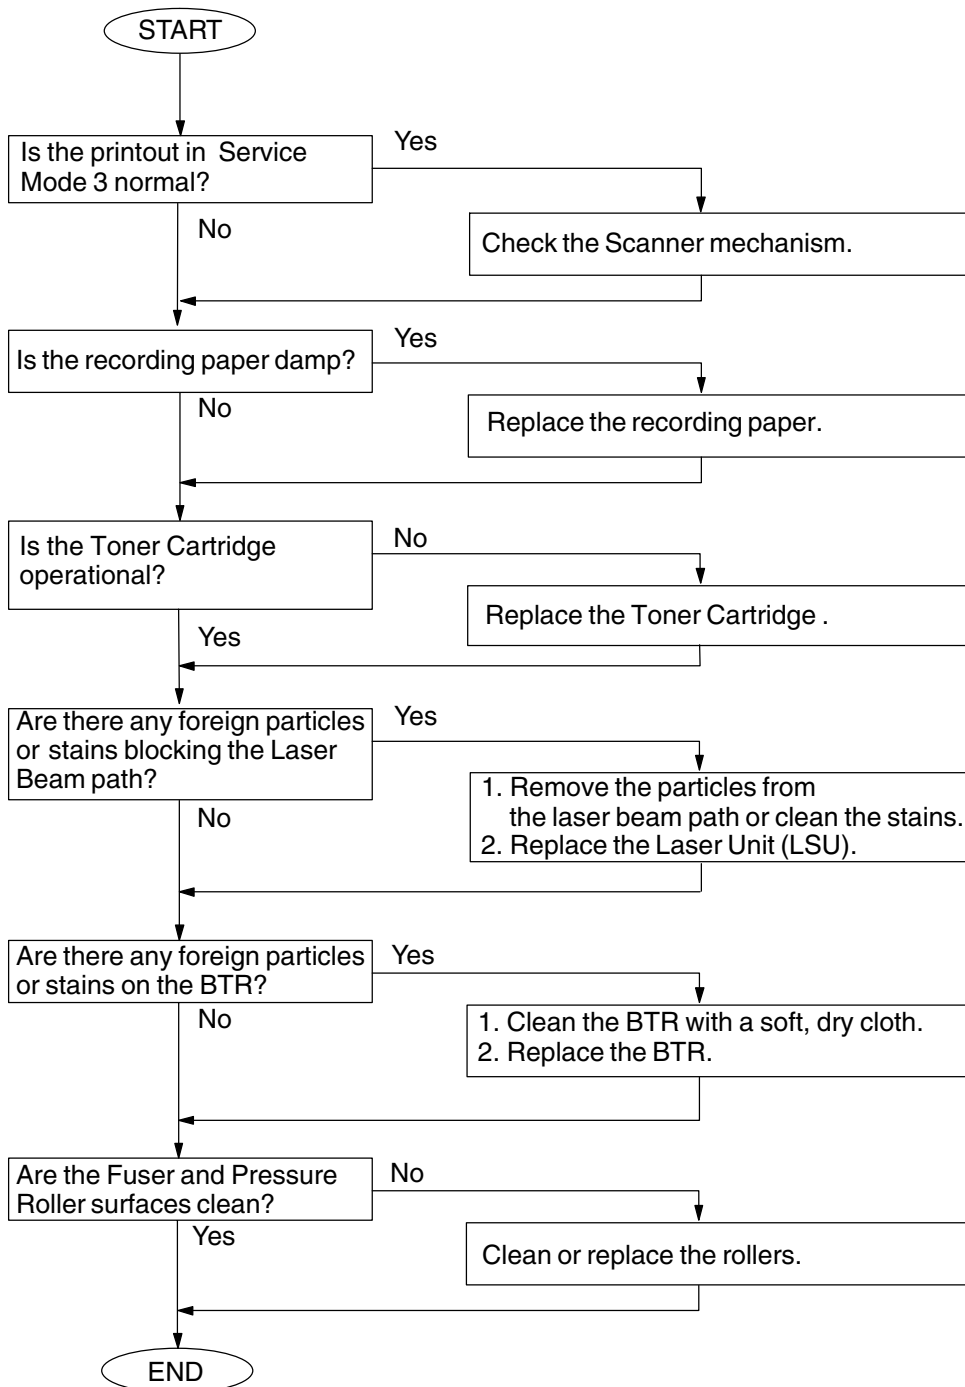 START
Is the printout in Service
Mode 3 normal?
Yes
No
Check the Scanner mechanism.
Is the recording paper damp?
Yes
No
Replace the recording paper.
Is the Toner Cartridge
operational?
No
Yes
Replace the Toner Cartridge .
Are there any foreign particles
or stains blocking the Laser
Beam path?
Yes
No
1. Remove the particles from
the laser beam path or clean the stains.
2. Replace the Laser Unit (LSU).
Are there any foreign particles
or stains on the BTR?
Yes
No
1. Clean the BTR with a soft, dry cloth.
2. Replace the BTR.
Are the Fuser and Pressure
Roller surfaces clean?
No
Yes
Clean or replace the rollers.
END